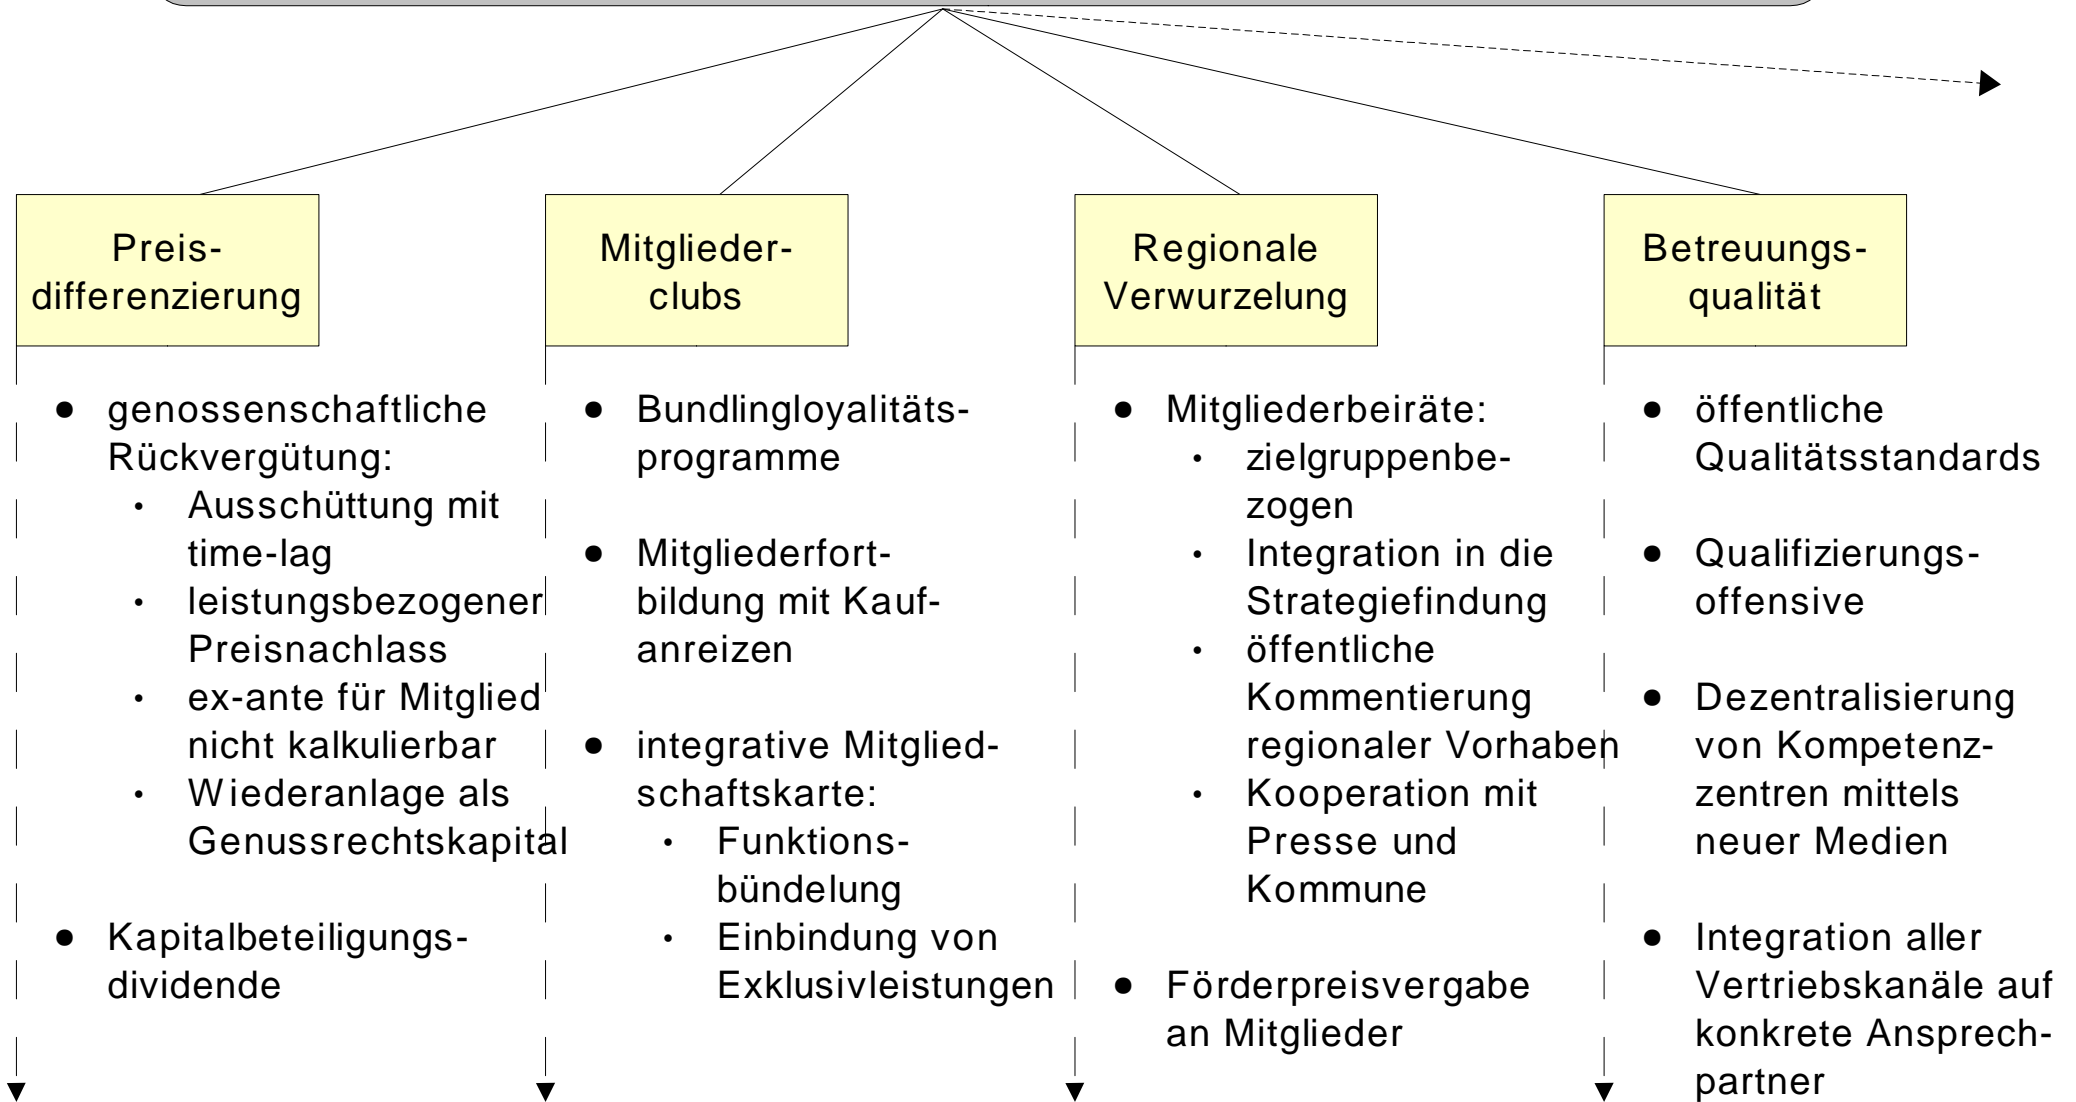 Preis-
differenzierung
• genossenschaftliche
Rückvergütung:
• Ausschüttung mit
time-lag
• leistungsbezogener
Preisnachlass
• ex-ante für Mitglied
nicht kalkulierbar
• Wiederanlage als
Genussrechtskapital
• Kapitalbeteiligungs-
dividende
Mitglieder-
clubs
• Bundlingloyalitäts-
programme
• Mitgliederfort-
bildung mit Kauf-
anreizen
• integrative Mitglied-
schaftskarte:
• Funktions-
bündelung
• Einbindung von
Exklusivleistungen
Regionale
Verwurzelung
• Mitgliederbeiräte:
• zielgruppenbe-
zogen
• Integration in die
Strategiefindung
• öffentliche
Kommentierung
regionaler Vorhaben
• Kooperation mit
Presse und
Kommune
• Förderpreisvergabe
an Mitglieder
Betreuungs-
qualität
• öffentliche
Qualitätsstandards
• Qualifizierungs-
offensive
• Dezentralisierung
von Kompetenz-
zentren mittels
neuer Medien
• Integration aller
Vertriebskanäle auf
konkrete Ansprech-
partner